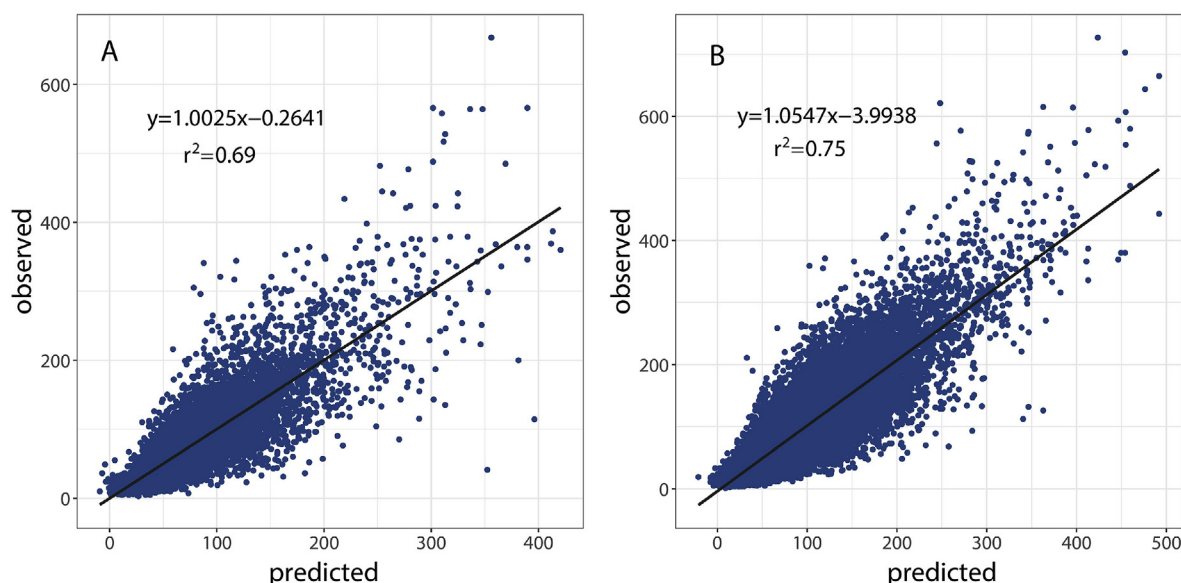 A
y=1.0025x−0.2641
r²=0.69
600
400
200
0
observed
0 100 200 300 400
predicted
B
y=1.0547x−3.9938
r²=0.75
600
400
200
0
observed
0 100 200 300 400 500
predicted